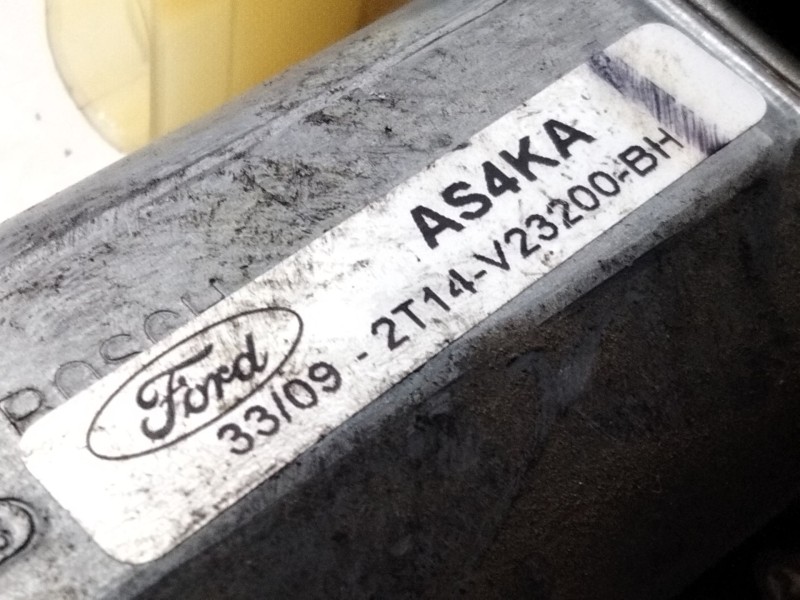 AS4KA
Ford
33/09 - 2T14-V23200-BH
BOSCH